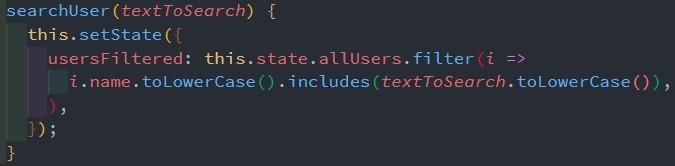 searchUser(textToSearch) {
  this.setState({
    usersFiltered: this.state.allUsers.filter(i =>
      i.name.toLowerCase().includes(textToSearch.toLowerCase()),
    ),
  });
}